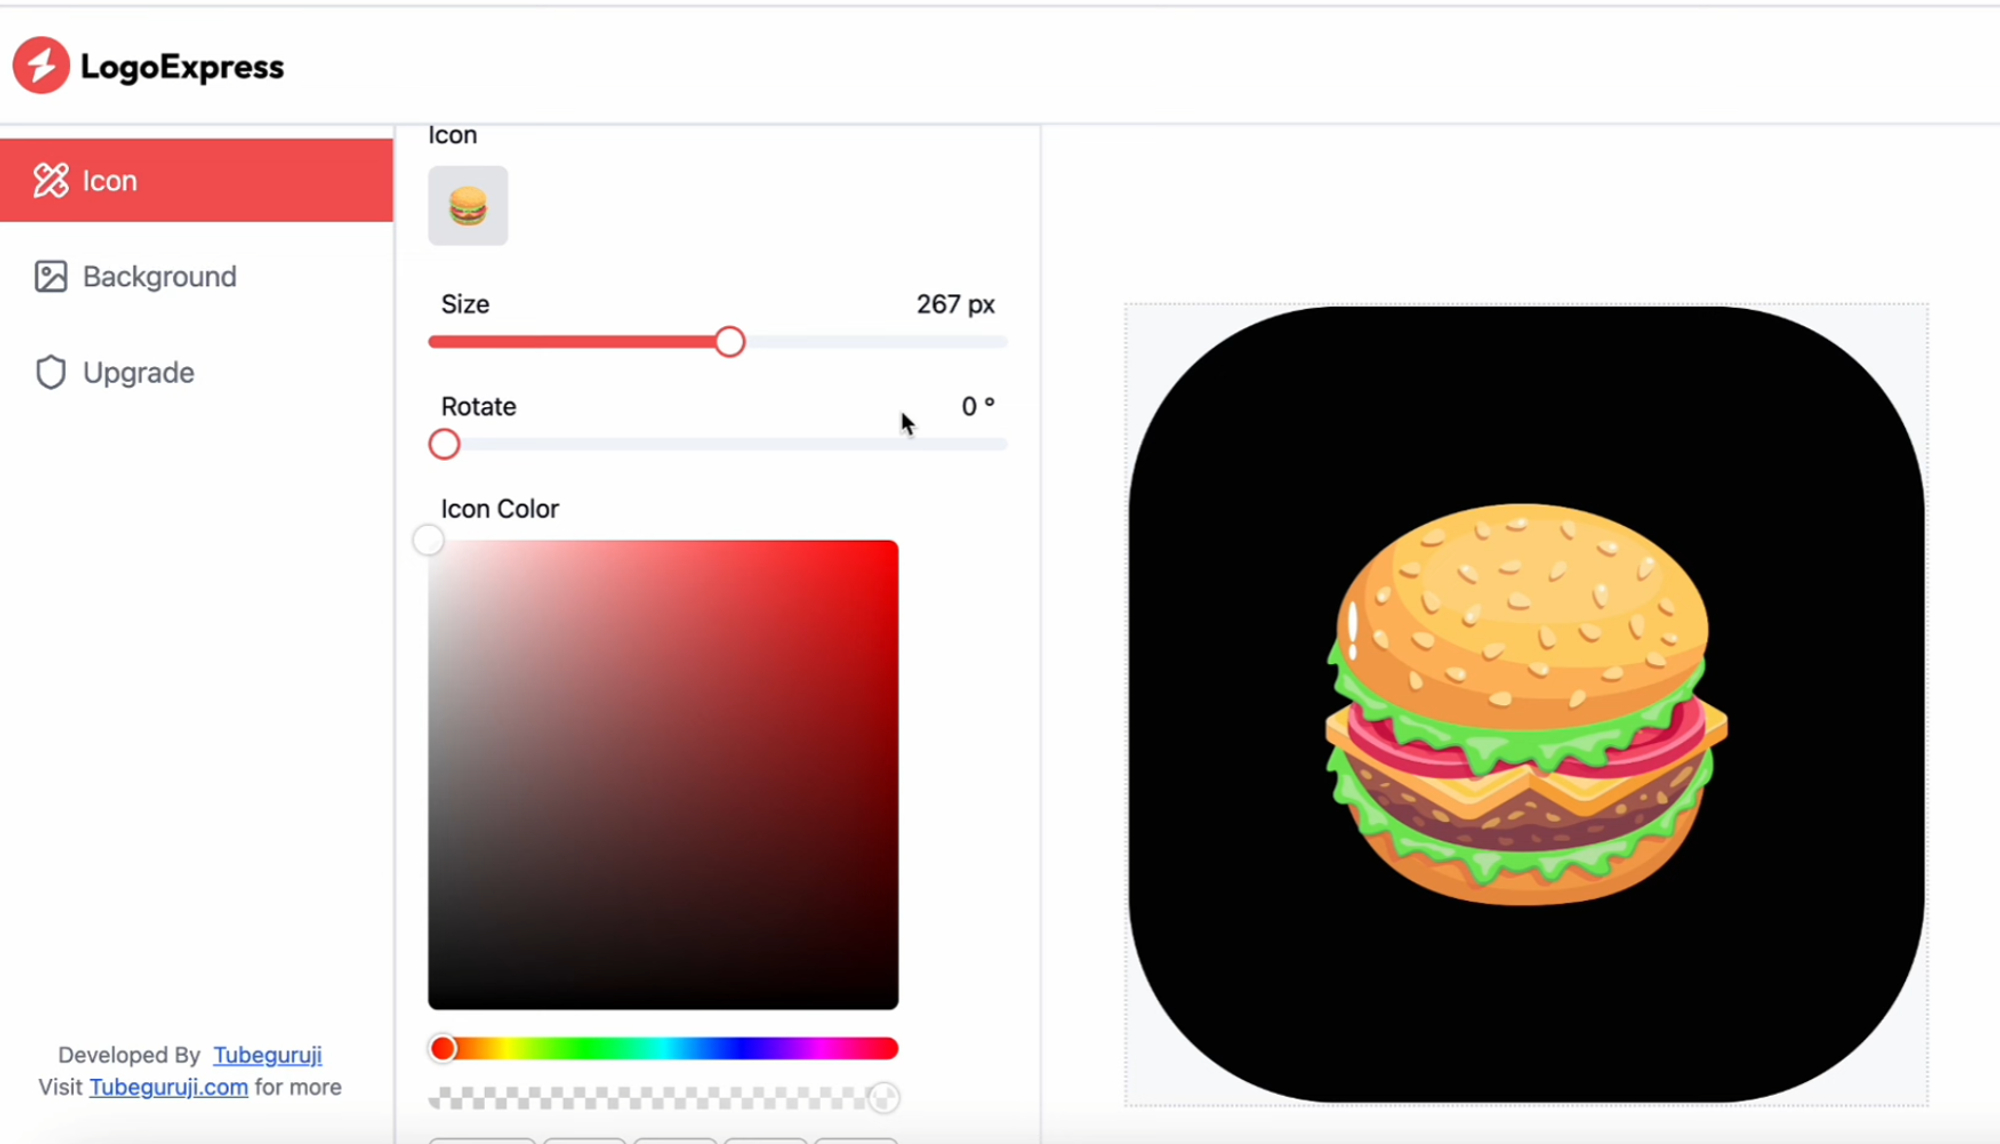 LogoExpress
Icon
Background
Upgrade
Developed By Tubeguruji
Visit Tubeguruji.com for more
Icon
Size 267 px
Rotate 0 °
Icon Color